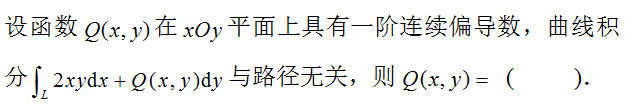 设函数 Q(x, y) 在 xOy 平面上具有一阶连续偏导数，曲线积
分 ∫_L 2xydx + Q(x, y)dy 与路径无关，则 Q(x, y) = (     ).